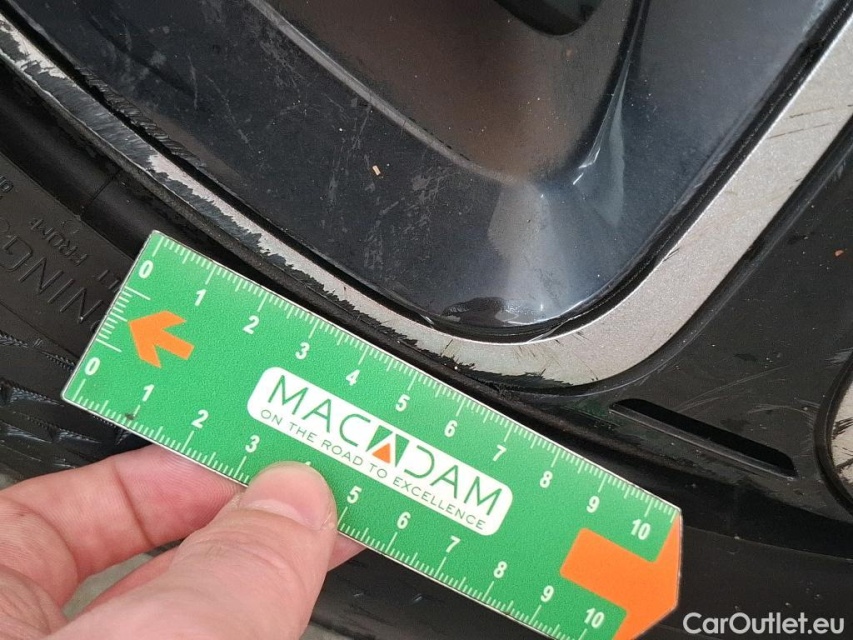 0 1 2 3 4 5 6 7 8 9 10
MACADAM
ON THE ROAD TO EXCELLENCE
0 1 2 3 5 6 7 8 9 10
CarOutlet.eu